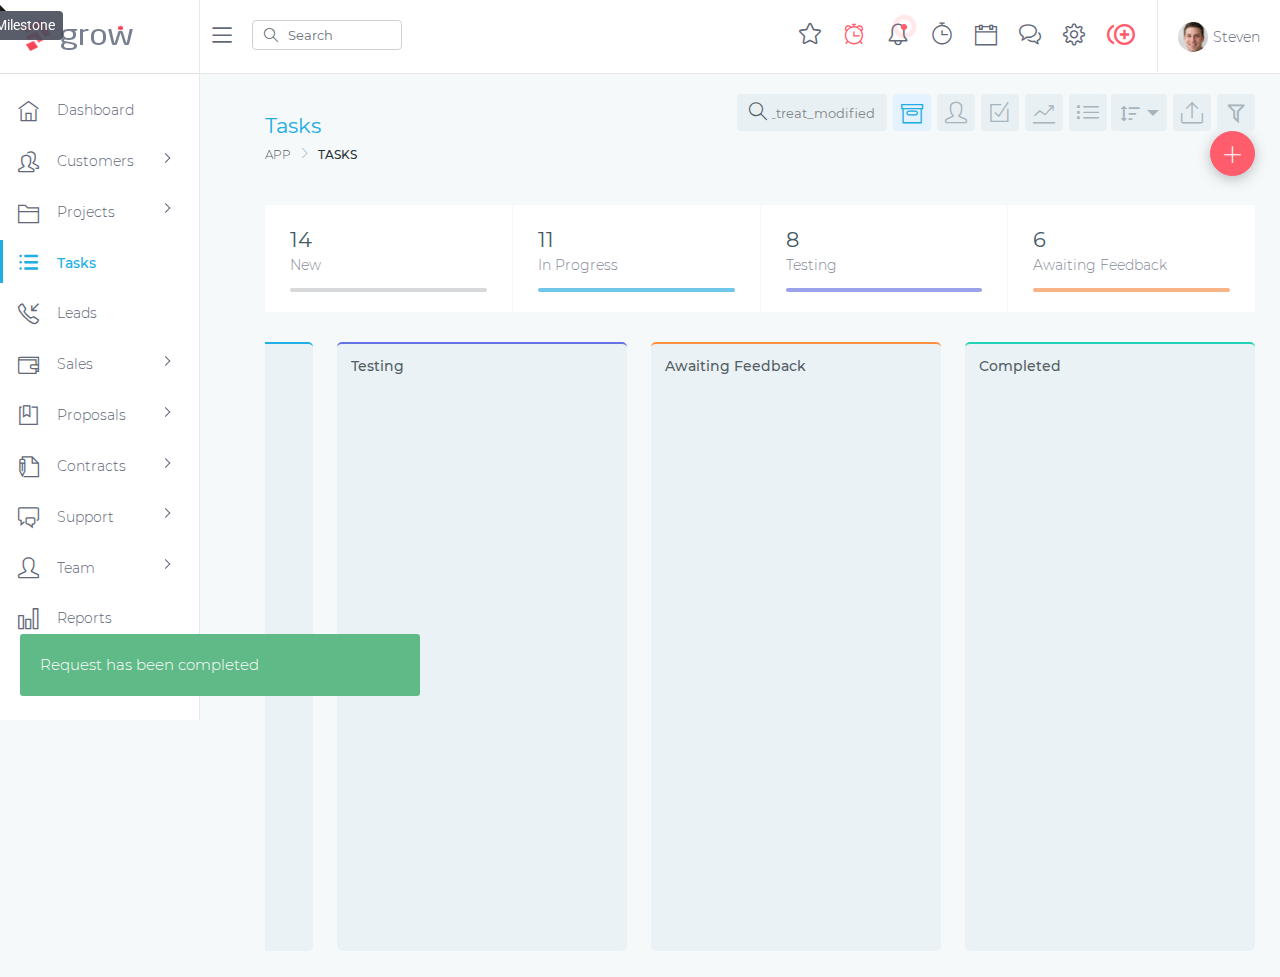 Milestone
grow
Search
Steven
Dashboard
Customers
Projects
Tasks
Leads
Sales
Proposals
Contracts
Support
Team
Reports
Tasks
APP
TASKS
_treat_modified
14
New
11
In Progress
8
Testing
6
Awaiting Feedback
Testing
Awaiting Feedback
Completed
Request has been completed